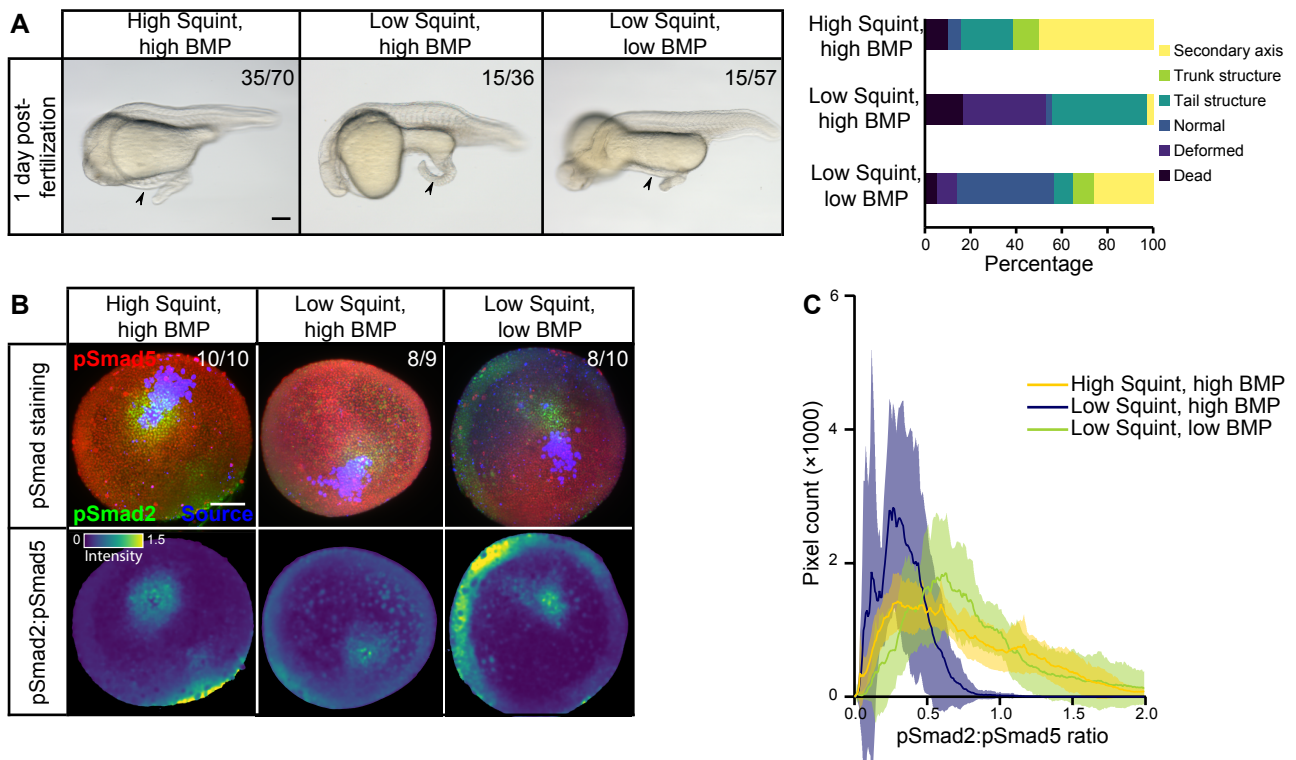 A
High Squint,
high BMP
Low Squint,
high BMP
Low Squint,
low BMP
1 day post-
fertilization
35/70
15/36
15/57
High Squint,
high BMP
Low Squint,
high BMP
Low Squint,
low BMP
0 20 40 60 80 100
Percentage
Secondary axis
Trunk structure
Tail structure
Normal
Deformed
Dead
B
High Squint,
high BMP
Low Squint,
high BMP
Low Squint,
low BMP
pSmad staining
pSmad5 10/10
8/9
8/10
pSmad2 Source
pSmad2:pSmad5
0 1.5
Intensity
C
6
4
2
0
Pixel count (×1000)
0.0 0.5 1.0 1.5 2.0
pSmad2:pSmad5 ratio
High Squint, high BMP
Low Squint, high BMP
Low Squint, low BMP